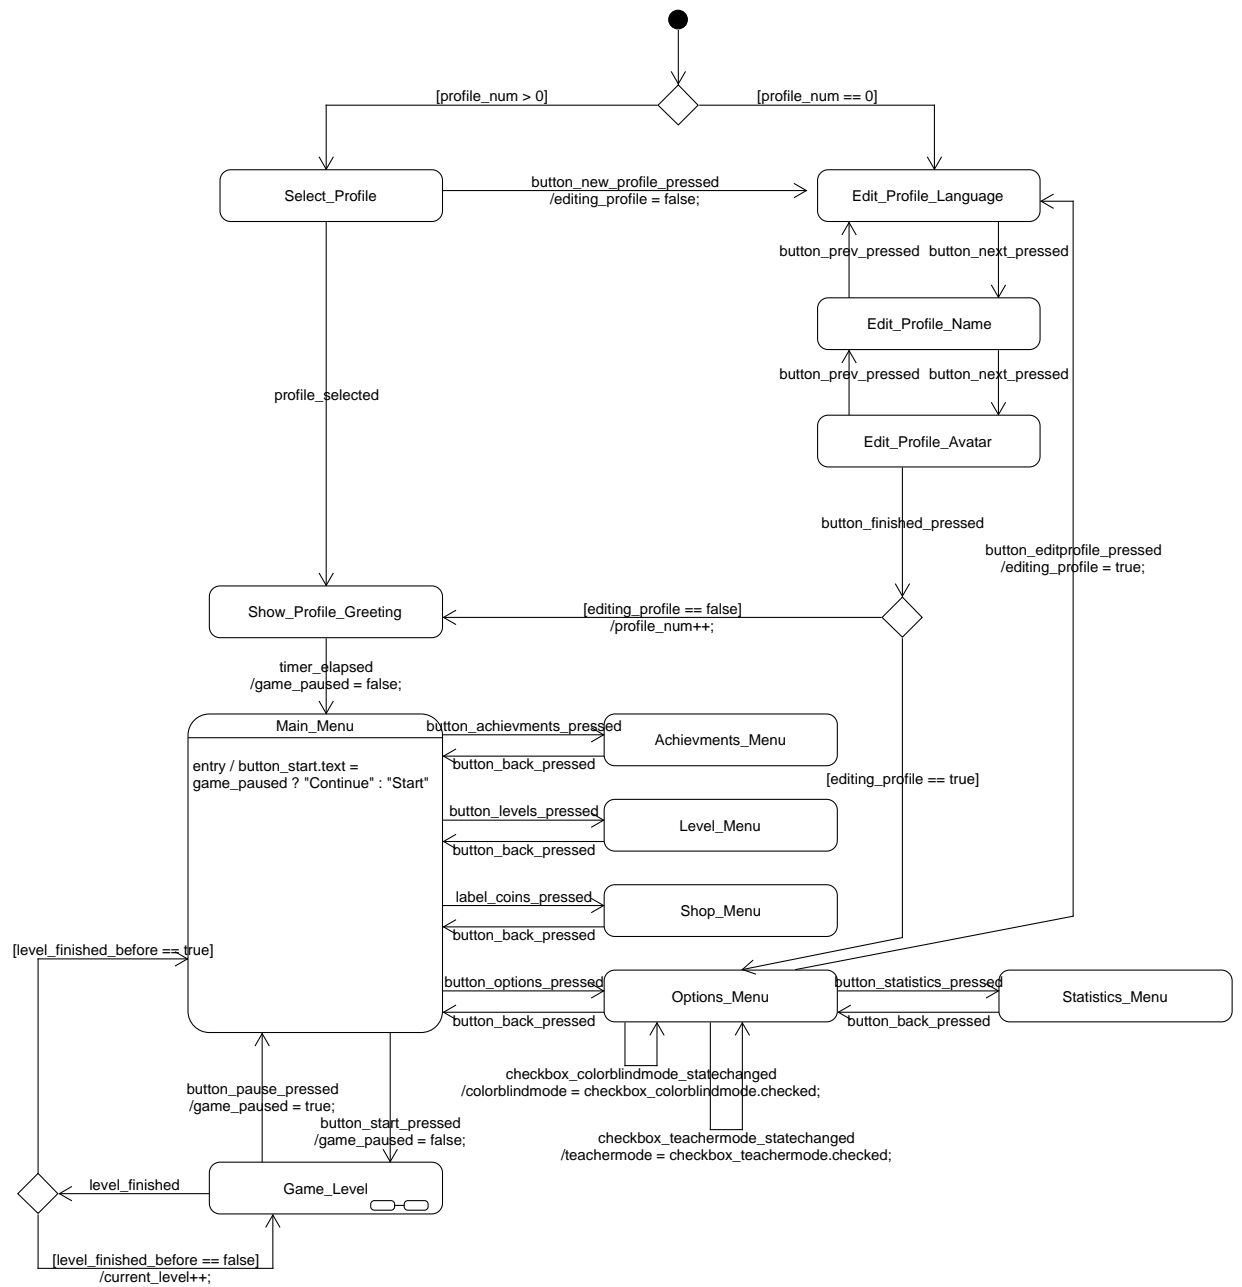 [profile_num > 0]
[profile_num == 0]
Select_Profile
button_new_profile_pressed
/editing_profile = false;
Edit_Profile_Language
button_prev_pressed
button_next_pressed
Edit_Profile_Name
button_prev_pressed
button_next_pressed
profile_selected
Edit_Profile_Avatar
button_finished_pressed
button_editprofile_pressed
/editing_profile = true;
Show_Profile_Greeting
[editing_profile == false]
/profile_num++;
timer_elapsed
/game_paused = false;
Main_Menu
entry / button_start.text =
game_paused ? "Continue" : "Start"
button_achievments_pressed
Achievments_Menu
button_back_pressed
[editing_profile == true]
button_levels_pressed
Level_Menu
button_back_pressed
label_coins_pressed
Shop_Menu
button_back_pressed
[level_finished_before == true]
button_options_pressed
Options_Menu
button_statistics_pressed
Statistics_Menu
button_back_pressed
button_back_pressed
checkbox_colorblindmode_statechanged
/colorblindmode = checkbox_colorblindmode.checked;
button_pause_pressed
/game_paused = true;
button_start_pressed
/game_paused = false;
checkbox_teachermode_statechanged
/teachermode = checkbox_teachermode.checked;
level_finished
Game_Level
[level_finished_before == false]
/current_level++;